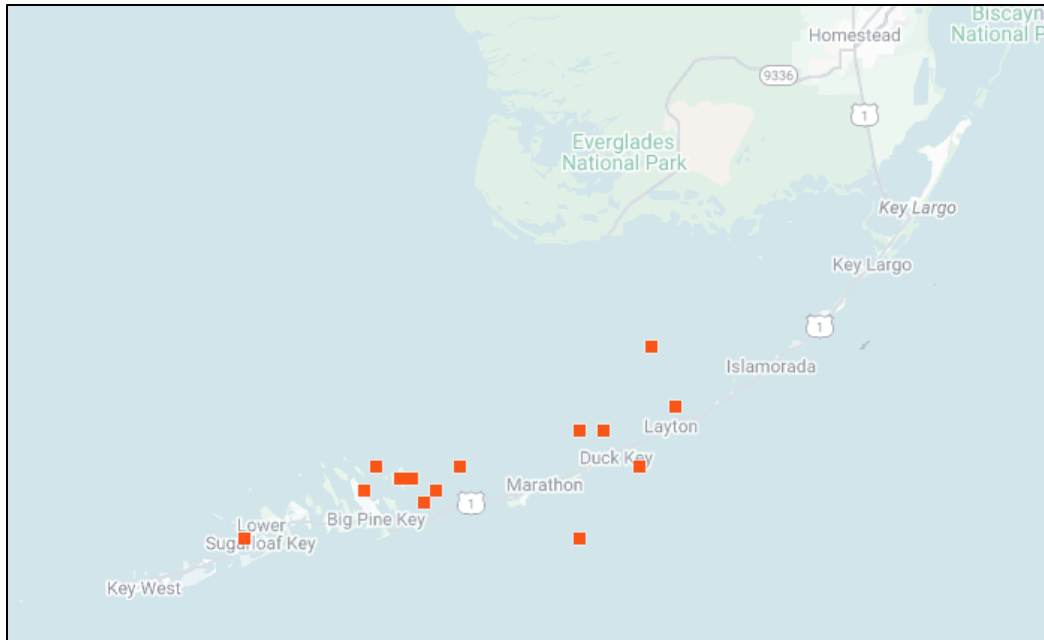 Biscayn
National P
Homestead
9336
1
Everglades
National Park
Key Largo
Key Largo
1
Islamorada
Layton
Duck Key
Marathon
1
Big Pine Key
Lower
Sugarloaf Key
Key West